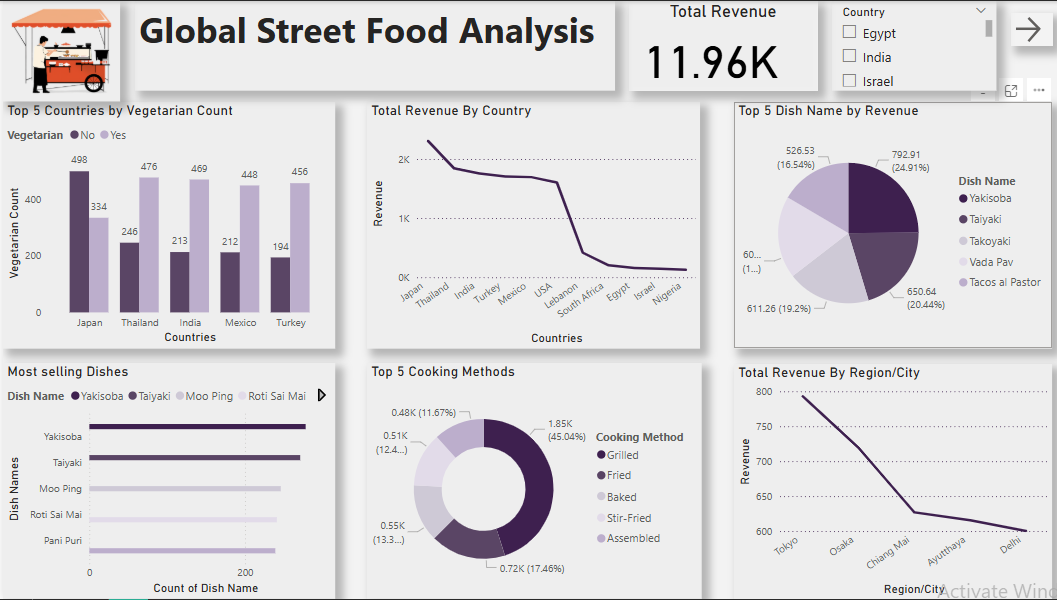 Global Street Food Analysis
Total Revenue
11.96K
Country
Egypt
India
Israel
Top 5 Countries by Vegetarian Count
Vegetarian No Yes
Vegetarian Count
400
200
0
498
334
246
476
213
469
212
448
194
456
Japan Thailand India Mexico Turkey
Countries
Total Revenue By Country
Revenue
2K
1K
0K
Japan
Thailand
India
Turkey
Mexico
USA
Lebanon
South Africa
Egypt
Israel
Nigeria
Countries
Top 5 Dish Name by Revenue
526.53
(16.54%)
792.91
(24.91%)
60...
(1...)
611.26 (19.2%)
650.64
(20.44%)
Dish Name
Yakisoba
Taiyaki
Takoyaki
Vada Pav
Tacos al Pastor
Most selling Dishes
Dish Name Yakisoba Taiyaki Moo Ping Roti Sai Mai
Dish Names
Yakisoba
Taiyaki
Moo Ping
Roti Sai Mai
Pani Puri
0 200
Count of Dish Name
Top 5 Cooking Methods
0.48K (11.67%)
0.51K
(12.4...)
0.55K
(13.3...)
1.85K
(45.04%)
0.72K (17.46%)
Cooking Method
Grilled
Fried
Baked
Stir-Fried
Assembled
Total Revenue By Region/City
Revenue
800
750
700
650
600
Tokyo
Osaka
Chiang Mai
Ayutthaya
Delhi
Region/City
Activate Wind